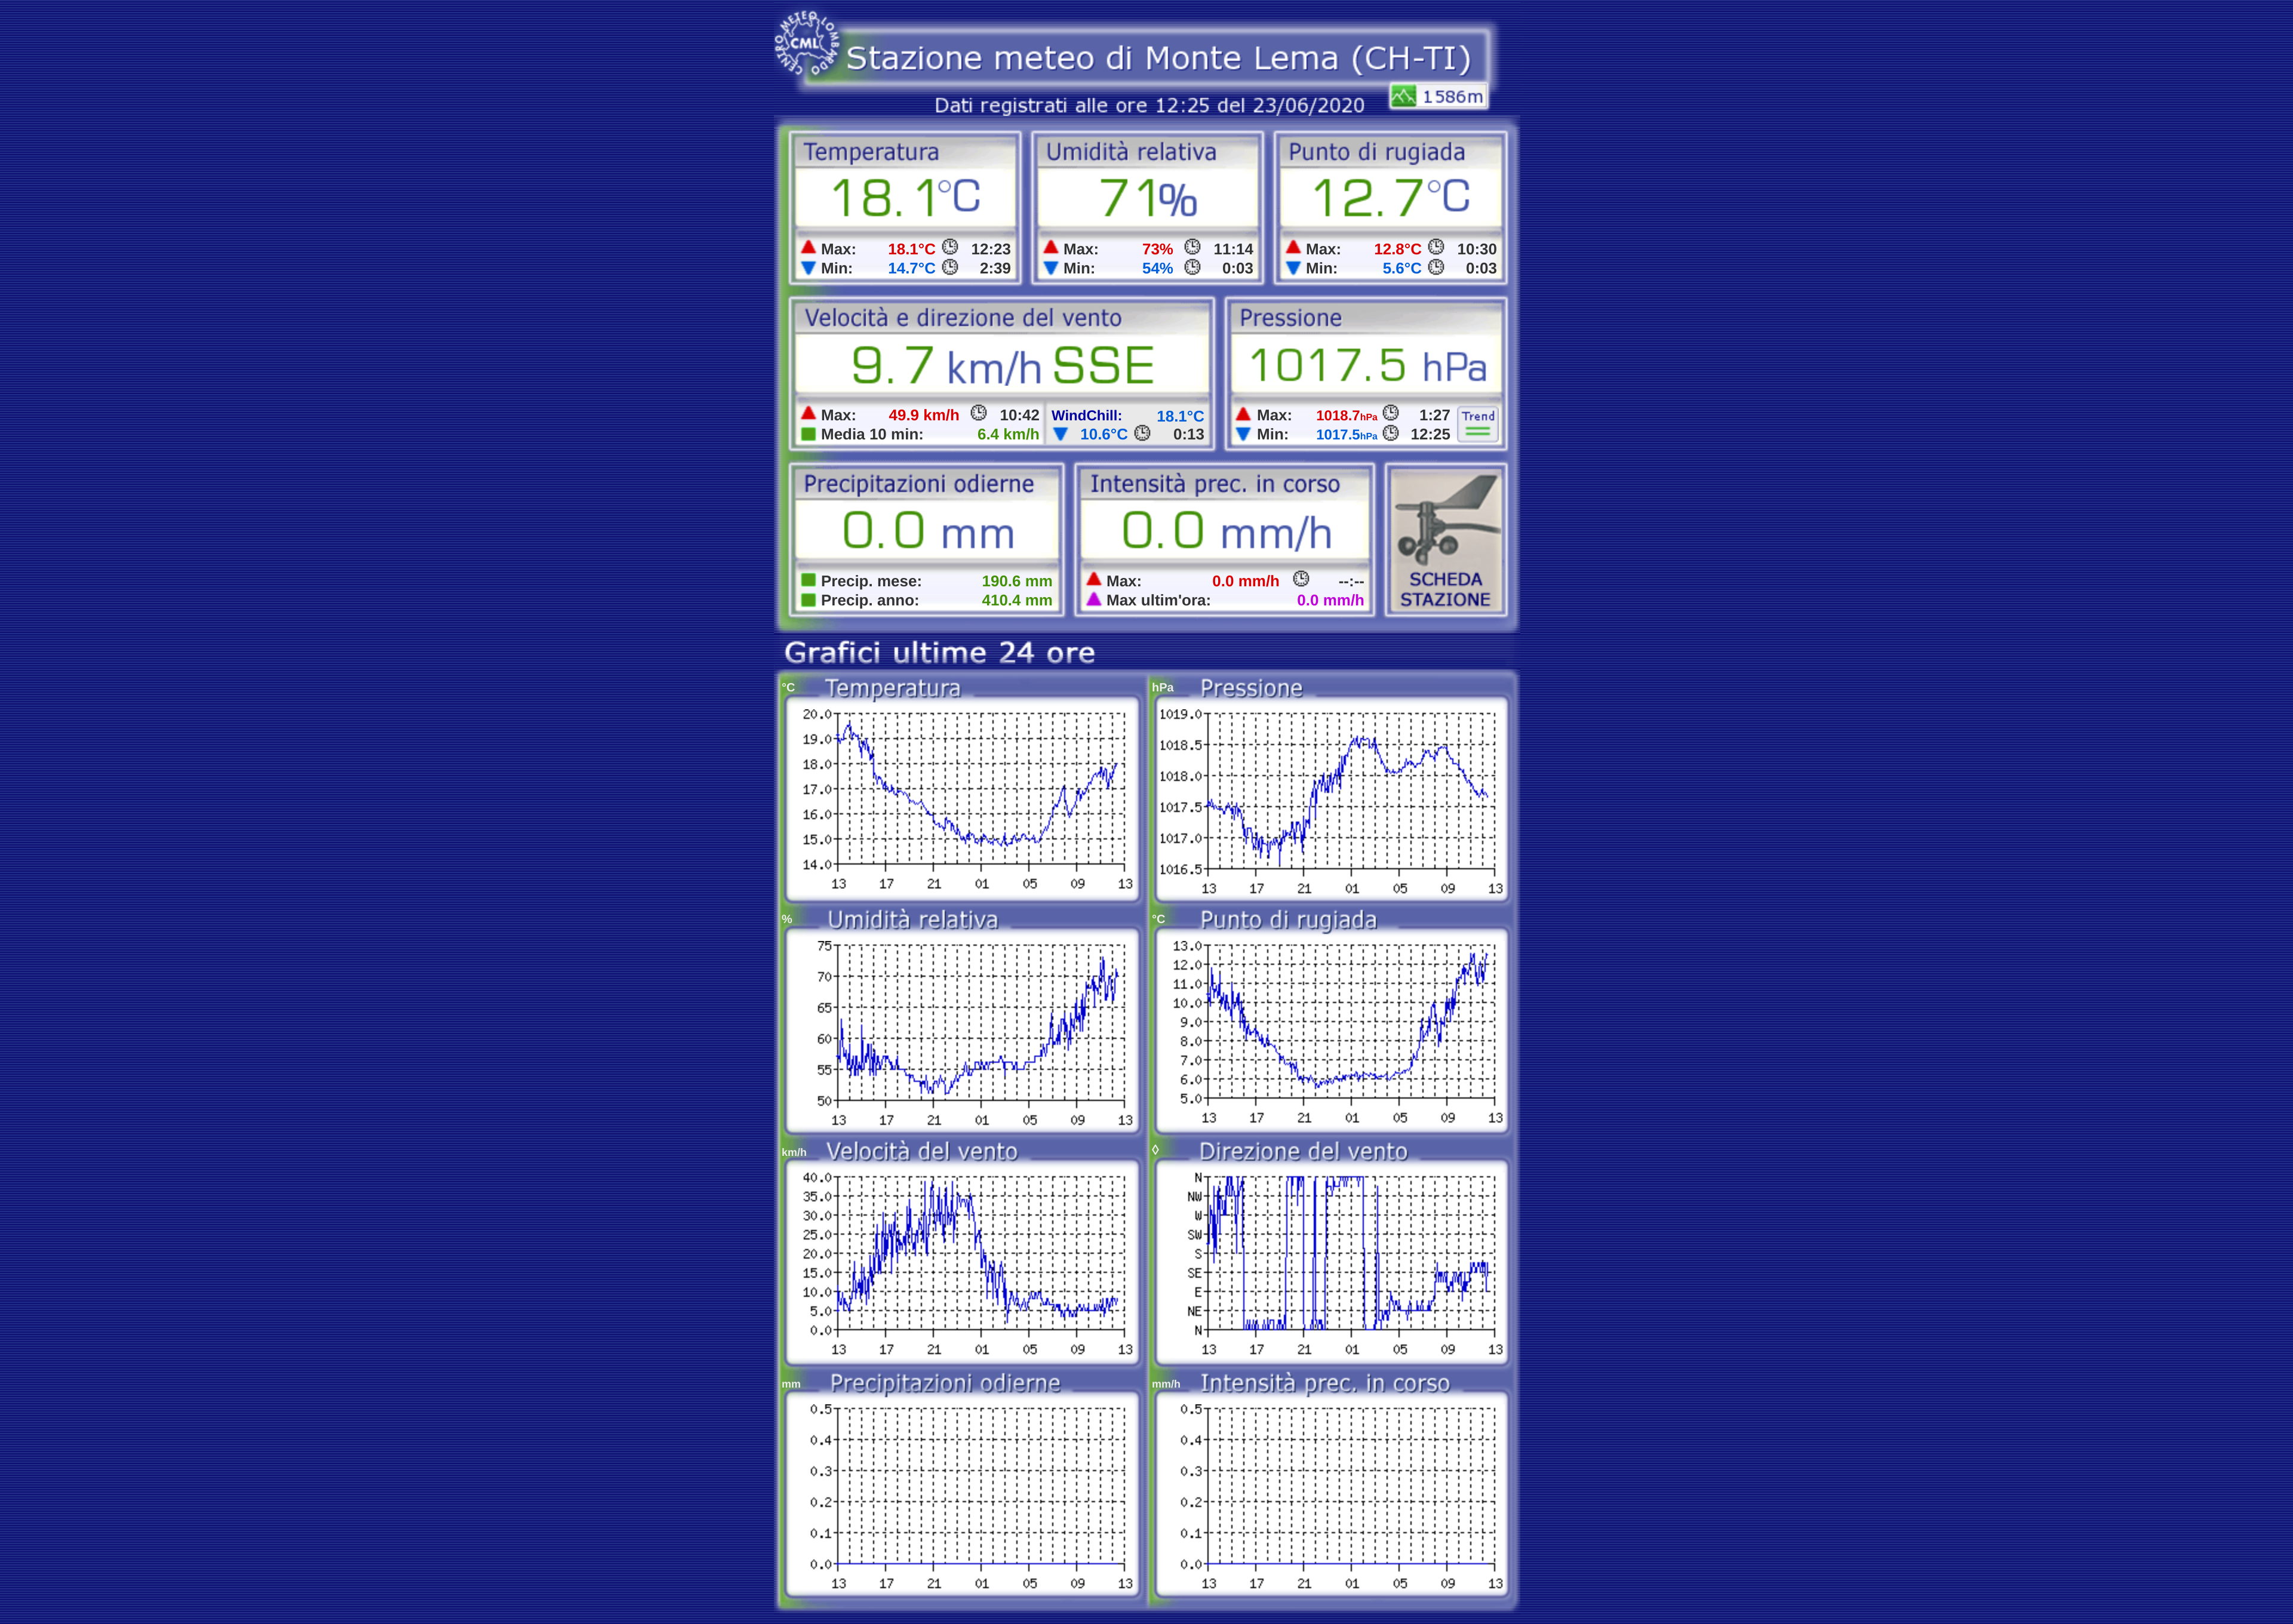 CENTRO METEO LOMBARDO
CML
Stazione meteo di Monte Lema (CH-TI)
1586m
Dati registrati alle ore 12:25 del 23/06/2020
Temperatura
18.1°C
Max: 18.1°C 12:23
Min: 14.7°C 2:39
Umidità relativa
71%
Max: 73% 11:14
Min: 54% 0:03
Punto di rugiada
12.7°C
Max: 12.8°C 10:30
Min: 5.6°C 0:03
Velocità e direzione del vento
9.7 km/h SSE
Max: 49.9 km/h 10:42
Media 10 min: 6.4 km/h
WindChill: 18.1°C
10.6°C 0:13
Pressione
1017.5 hPa
Max: 1018.7hPa 1:27
Min: 1017.5hPa 12:25
Trend
Precipitazioni odierne
0.0 mm
Precip. mese: 190.6 mm
Precip. anno: 410.4 mm
Intensità prec. in corso
0.0 mm/h
Max: 0.0 mm/h --:--
Max ultim'ora: 0.0 mm/h
SCHEDA
STAZIONE
Grafici ultime 24 ore
°C Temperatura
20.0
19.0
18.0
17.0
16.0
15.0
14.0
13 17 21 01 05 09 13
hPa Pressione
1019.0
1018.5
1018.0
1017.5
1017.0
1016.5
13 17 21 01 05 09 13
% Umidità relativa
75
70
65
60
55
50
13 17 21 01 05 09 13
°C Punto di rugiada
13.0
12.0
11.0
10.0
9.0
8.0
7.0
6.0
5.0
13 17 21 01 05 09 13
km/h Velocità del vento
40.0
35.0
30.0
25.0
20.0
15.0
10.0
5.0
0.0
13 17 21 01 05 09 13
◊ Direzione del vento
N
NW
W
SW
S
SE
E
NE
N
13 17 21 01 05 09 13
mm Precipitazioni odierne
0.5
0.4
0.3
0.2
0.1
0.0
13 17 21 01 05 09 13
mm/h Intensità prec. in corso
0.5
0.4
0.3
0.2
0.1
0.0
13 17 21 01 05 09 13